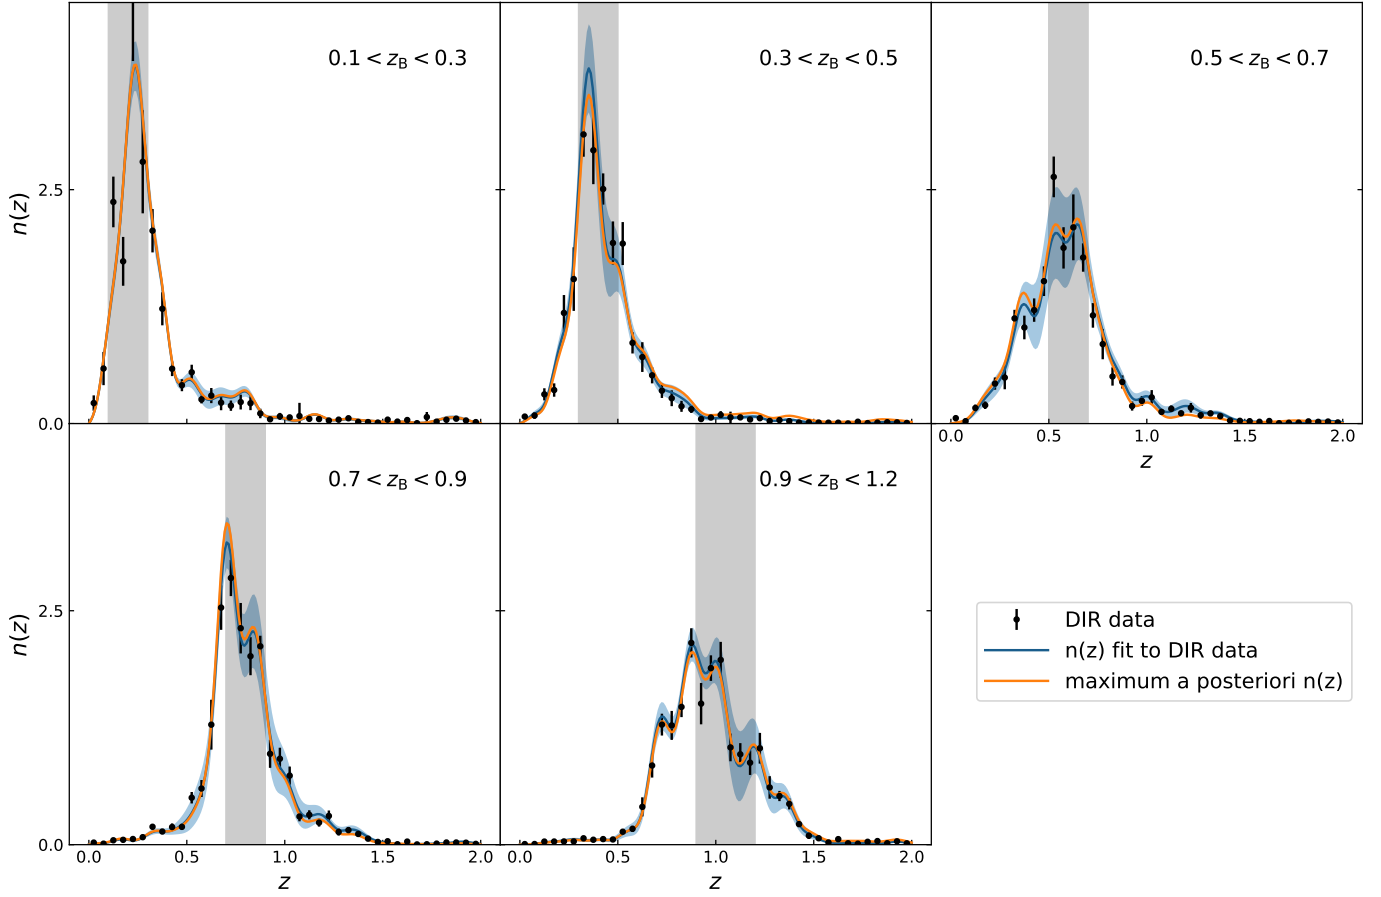 0.1 < z_B < 0.3
0.3 < z_B < 0.5
0.5 < z_B < 0.7
n(z)
2.5
0.0
0.0 0.5 1.0 1.5 2.0
z
0.7 < z_B < 0.9
0.9 < z_B < 1.2
n(z)
2.5
0.0
0.0 0.5 1.0 1.5 2.0
z
0.0 0.5 1.0 1.5 2.0
z
DIR data
n(z) fit to DIR data
maximum a posteriori n(z)